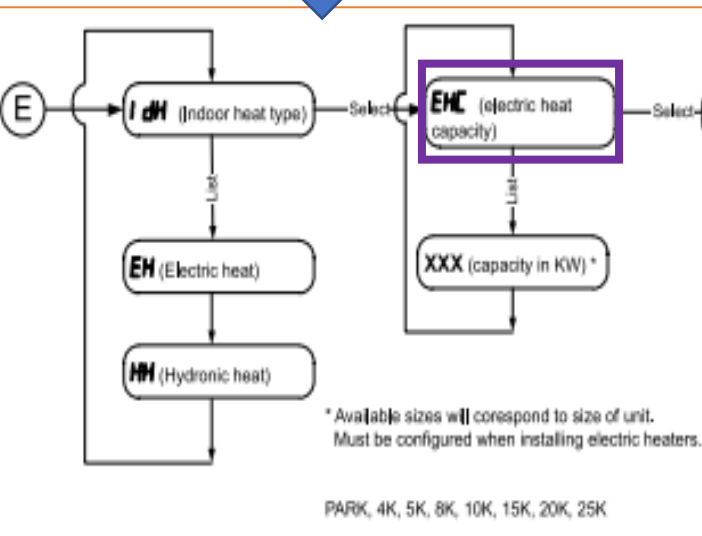 E
IdH (Indoor heat type)
Select
EHC (electric heat
capacity)
Select
List
List
EH (Electric heat)
XXX (capacity in KW) *
HH (Hydronic heat)
* Available sizes will corespond to size of unit.
Must be configured when installing electric heaters.
PARK, 4K, 5K, 8K, 10K, 15K, 20K, 25K